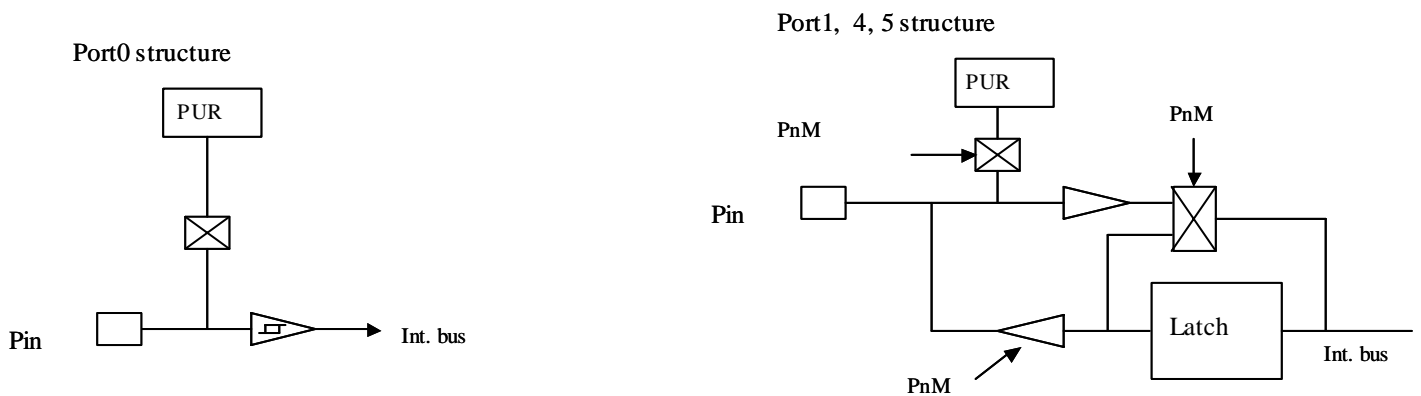 Port0 structure
PUR
Pin
Int. bus
Port1, 4, 5 structure
PUR
PnM
PnM
Pin
Latch
Int. bus
PnM